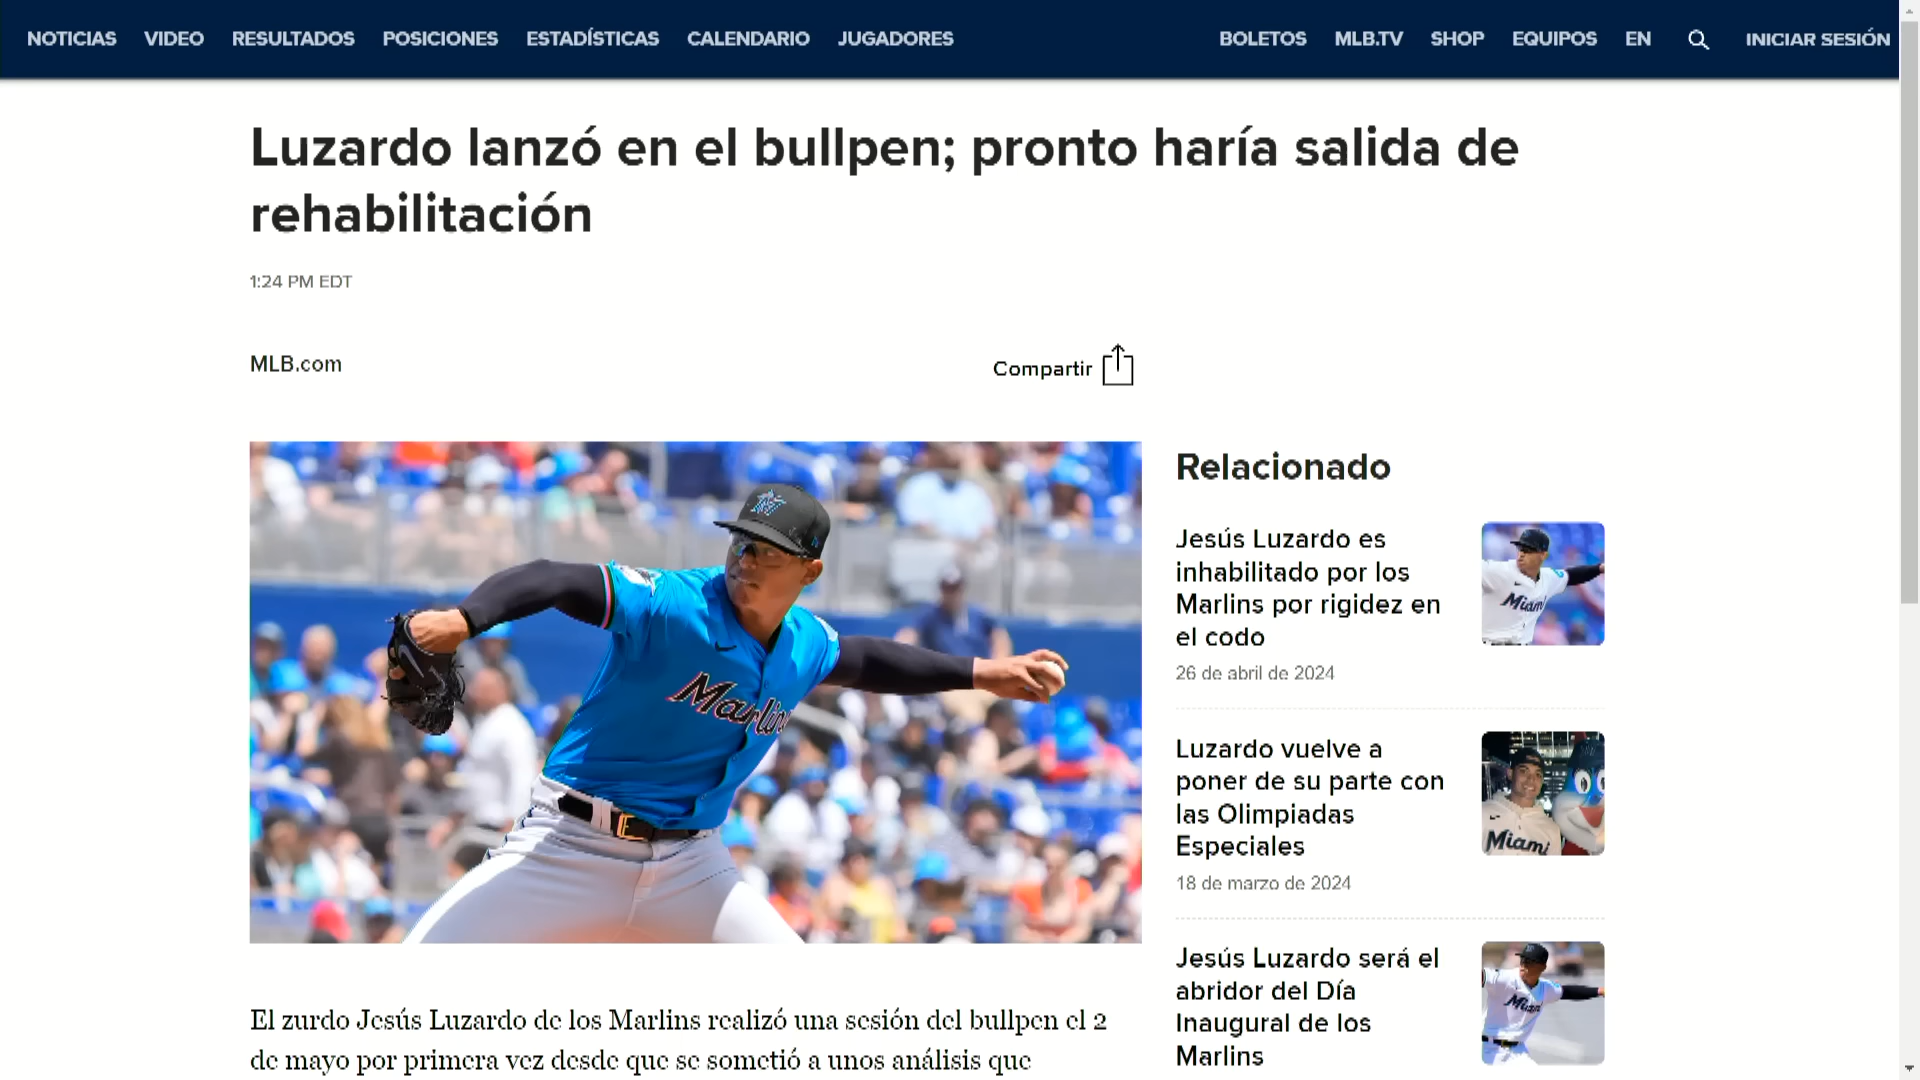 NOTICIAS VIDEO RESULTADOS POSICIONES ESTADÍSTICAS CALENDARIO JUGADORES BOLETOS MLB.TV SHOP EQUIPOS EN INICIAR SESIÓN
Luzardo lanzó en el bullpen; pronto haría salida de
rehabilitación
1:24 PM EDT
MLB.com
Compartir
Marlins
El zurdo Jesús Luzardo de los Marlins realizó una sesión del bullpen el 2
de mayo por primera vez desde que se sometió a unos análisis que
Relacionado
Jesús Luzardo es
inhabilitado por los
Marlins por rigidez en
el codo
26 de abril de 2024
Miami
Luzardo vuelve a
poner de su parte con
las Olimpiadas
Especiales
18 de marzo de 2024
Miami
Jesús Luzardo será el
abridor del Día
Inaugural de los
Marlins
Miami